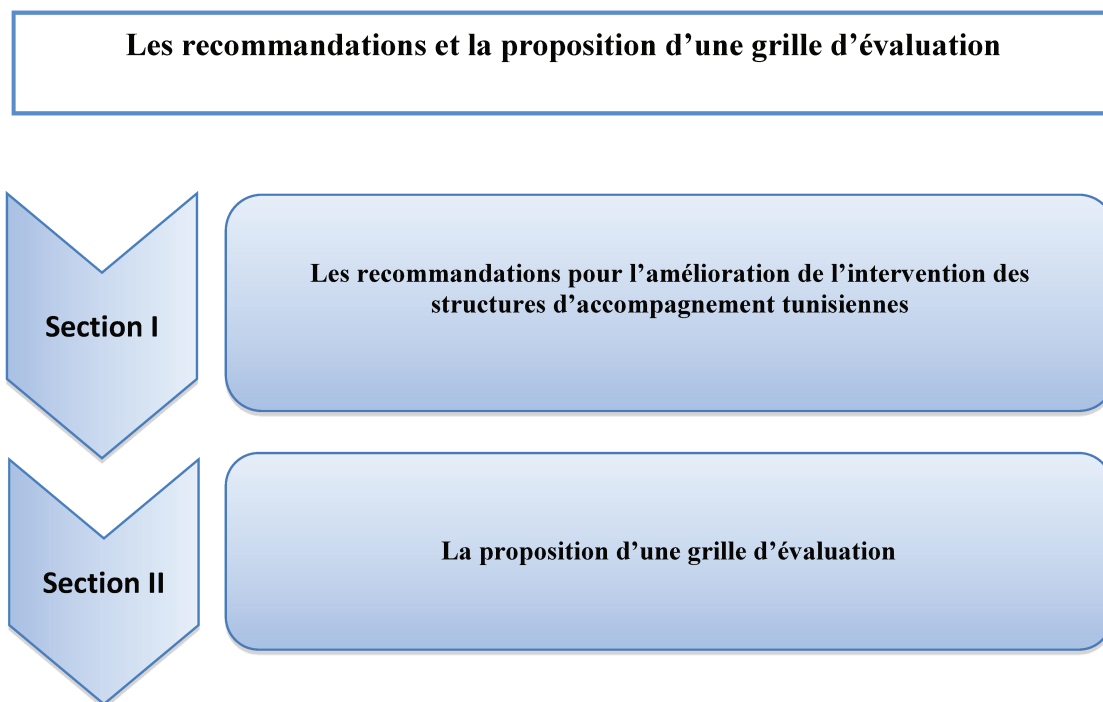 Les recommandations et la proposition d’une grille d’évaluation
Section I
Les recommandations pour l’amélioration de l’intervention des
structures d’accompagnement tunisiennes
Section II
La proposition d’une grille d’évaluation